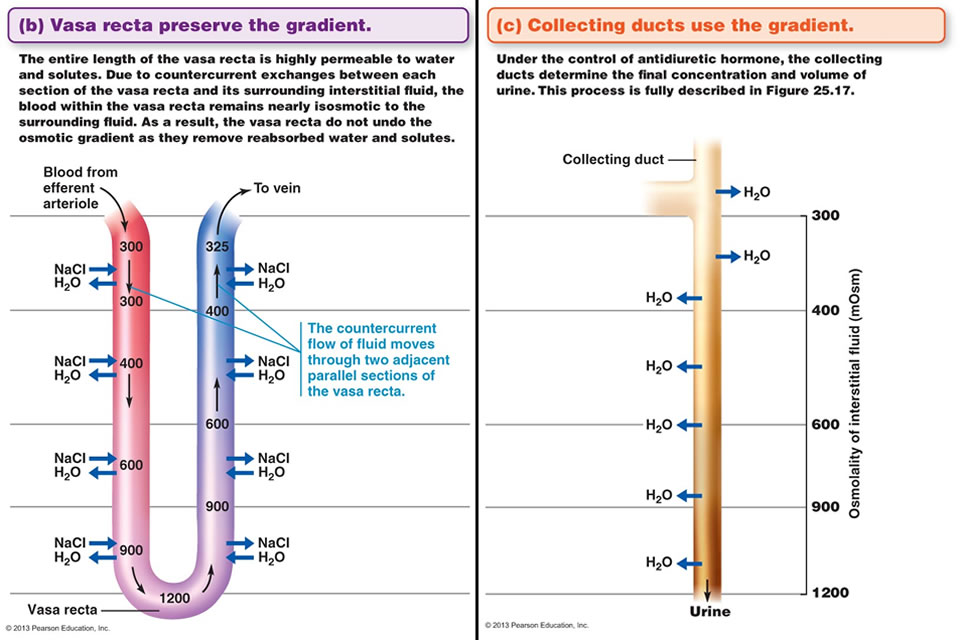 (b) Vasa recta preserve the gradient.
The entire length of the vasa recta is highly permeable to water
and solutes. Due to countercurrent exchanges between each
section of the vasa recta and its surrounding interstitial fluid, the
blood within the vasa recta remains nearly isosmotic to the
surrounding fluid. As a result, the vasa recta do not undo the
osmotic gradient as they remove reabsorbed water and solutes.
Blood from
efferent
arteriole
To vein
300
325
NaCl
H₂O
NaCl
H₂O
300
400
The countercurrent
flow of fluid moves
through two adjacent
parallel sections of
the vasa recta.
NaCl
H₂O
400
NaCl
H₂O
600
NaCl
H₂O
600
NaCl
H₂O
900
NaCl
H₂O
900
NaCl
H₂O
1200
Vasa recta
© 2013 Pearson Education, Inc.
(c) Collecting ducts use the gradient.
Under the control of antidiuretic hormone, the collecting
ducts determine the final concentration and volume of
urine. This process is fully described in Figure 25.17.
Collecting duct
H₂O
300
H₂O
H₂O
400
H₂O
H₂O
600
H₂O
900
H₂O
1200
Osmolality of interstitial fluid (mOsm)
Urine
© 2013 Pearson Education, Inc.